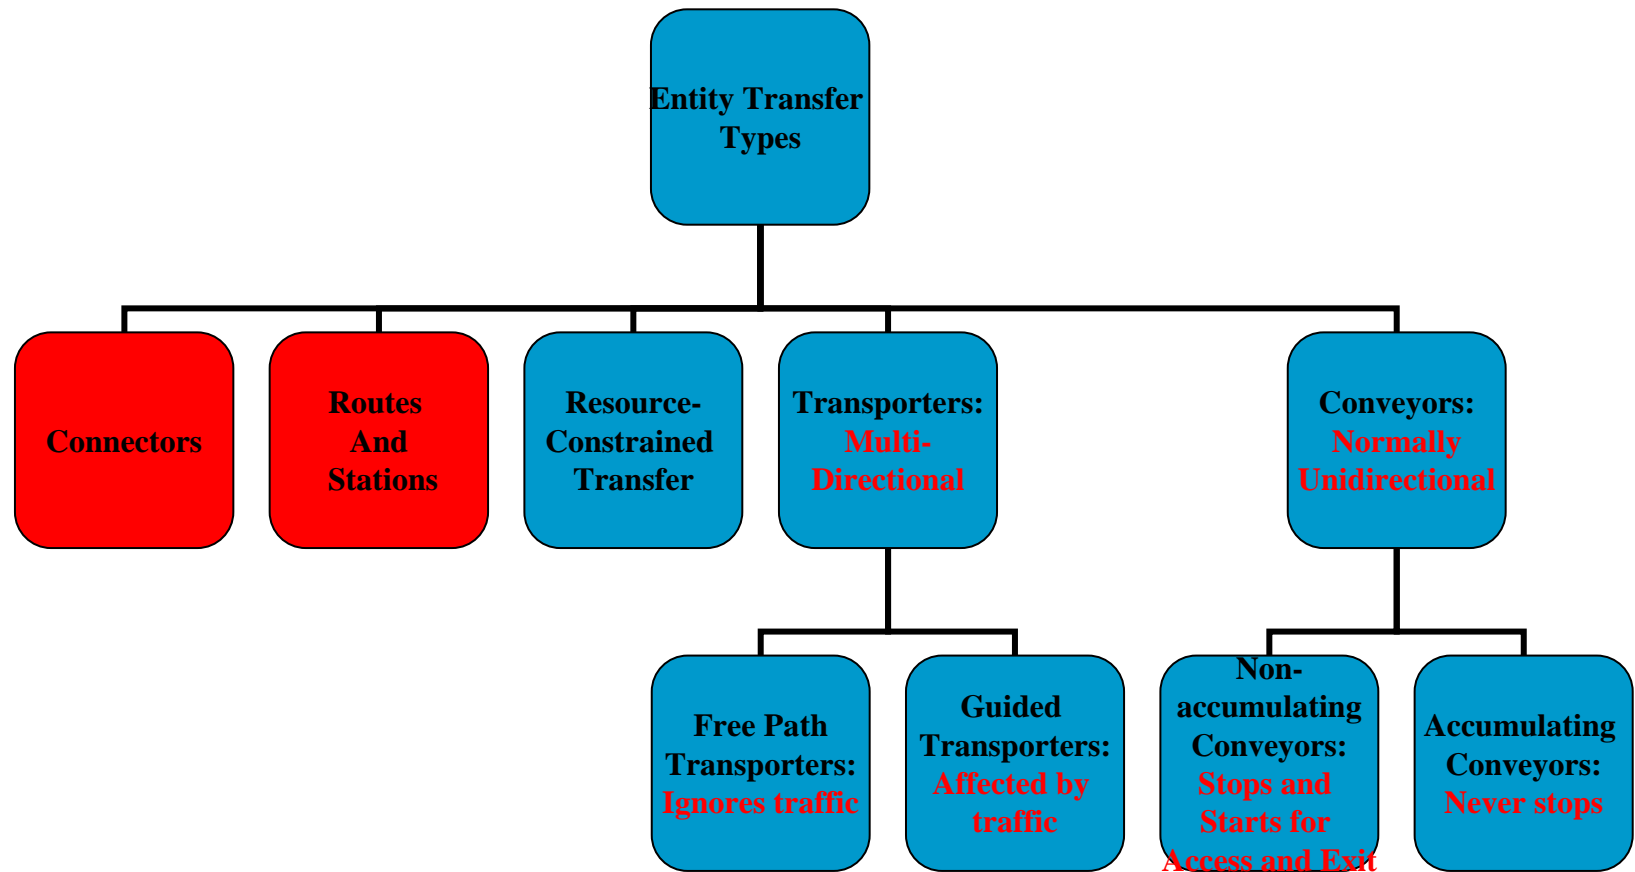 Entity Transfer
Types
Connectors
Routes
And
Stations
Resource-
Constrained
Transfer
Transporters:
Multi-
Directional
Conveyors:
Normally
Unidirectional
Free Path
Transporters:
Ignores traffic
Guided
Transporters:
Affected by
traffic
Non-
accumulating
Conveyors:
Stops and
Starts for
Access and Exit
Accumulating
Conveyors:
Never stops